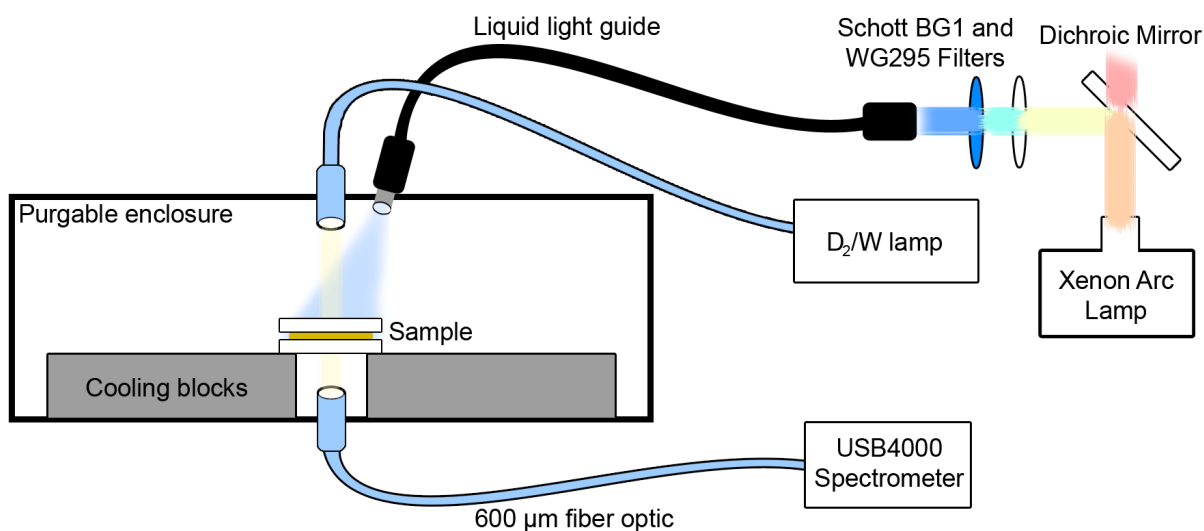 Liquid light guide
Schott BG1 and
WG295 Filters
Dichroic Mirror
Purgable enclosure
D₂/W lamp
Xenon Arc
Lamp
Sample
Cooling blocks
USB4000
Spectrometer
600 µm fiber optic